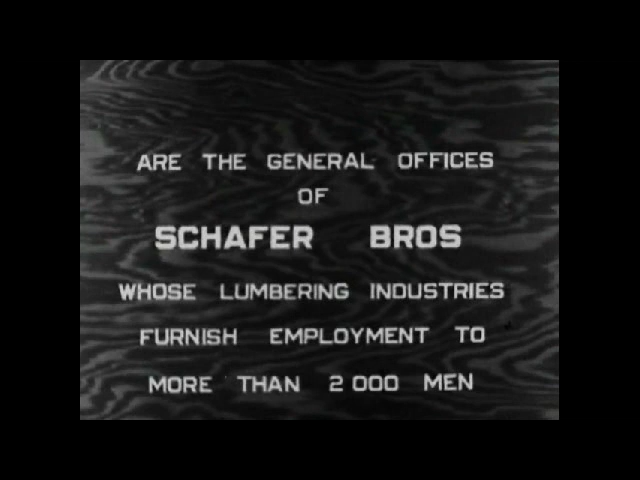 ARE THE GENERAL OFFICES
OF
SCHAFER BROS
WHOSE LUMBERING INDUSTRIES
FURNISH EMPLOYMENT TO
MORE THAN 2 000 MEN